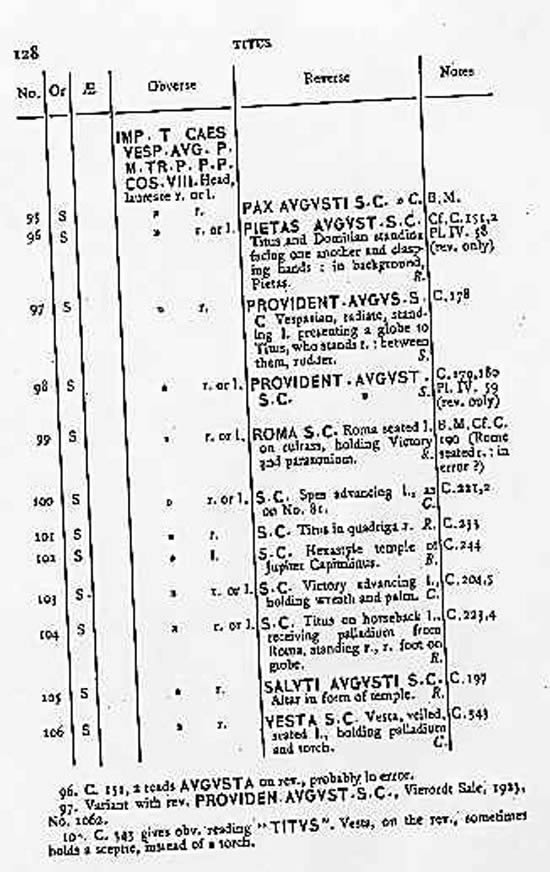 128
TITUS
No. Or Æ Obverse Reverse Notes
IMP. T CAES
VESP. AVG. P.
M. TR. P. P. P.
COS. VIII. Head,
laureate r. or l.
95 S » r. PAX AVGVSTI S.C. C. B.M.
96 S » r. or l. PIETAS AVGVST. S.C. Cf. C. 151,2
Titus and Domitian standing Pl. IV. 58
facing one another and clasp- (rev. only)
ing hands : in background,
Pietas. R.
97 S » r. PROVIDENT. AVGVS. S. C. 178
C Vespasian, radiate, stand-
ing l. presenting a globe to
Titus, who stands r. : between
them, rudder. S.
98 S » r. or l. PROVIDENT. AVGVST. C. 179,180
S.C. » S. Pl. IV. 59
(rev. only)
99 S » r. or l. ROMA S.C. Roma seated l. B.M. Cf. C.
on cuirass, holding Victory 190 (Rome
and parazonium. R. seated r. : in
error ?)
100 S » r. or l. S.C. Spes advancing l., as C. 221,2
on No. 81. C.
101 S » r. S.C. Titus in quadriga r. R. C. 233
102 S » l. S.C. Hexastyle temple of C. 244
Jupiter Capitolinus. R.
103 S » r. or l. S.C. Victory advancing l., C. 204,5
holding wreath and palm. C.
104 S » r. or l. S.C. Titus on horseback l., C. 223,4
receiving palladium from
Roma, standing r., r. foot on
globe. R.
105 S » r. SALVTI AVGVSTI S.C. C. 197
Altar in form of temple. R.
106 S » r. VESTA S.C. Vesta, veiled, C. 343
seated l., holding palladium
and torch. C.
96. C. 151, 2 reads AVGVSTA on rev., probably in error.
97. Variant with rev. PROVIDEN. AVGVST. S. C., Vierordt Sale, 1923,
No. 1062.
C. 343 gives obv. reading "TITVS". Vesta, on the rev., sometimes
holds a sceptre, instead of a torch.